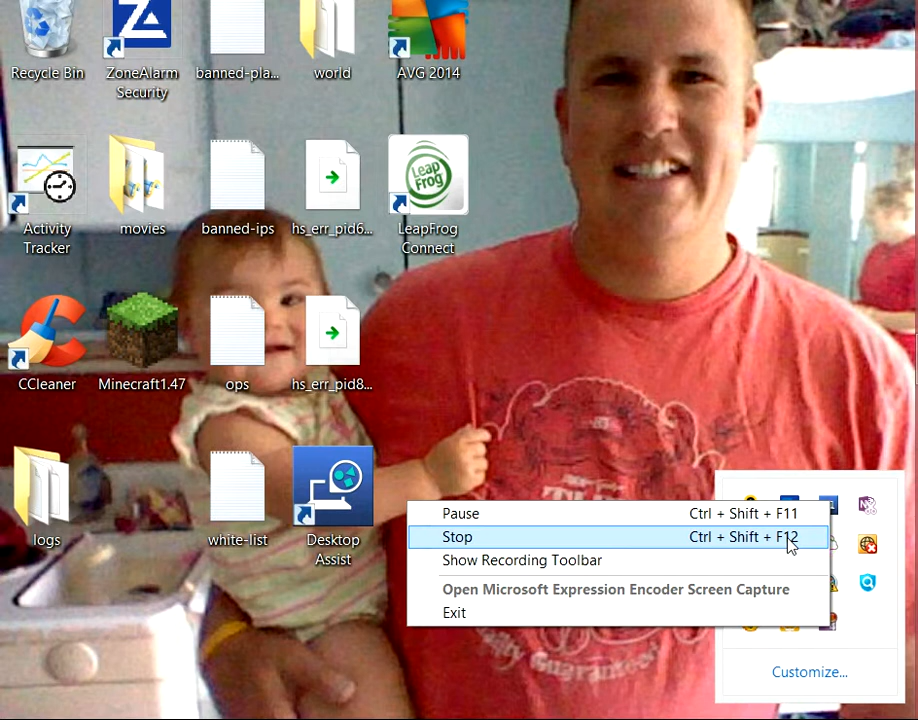 Recycle Bin
ZoneAlarm
Security
banned-pla...
world
AVG 2014
Activity
Tracker
movies
banned-ips
hs_err_pid6...
Leap
Frog
LeapFrog
Connect
CCleaner
Minecraft1.47
ops
hs_err_pid8...
logs
white-list
Desktop
Assist
Pause Ctrl + Shift + F11
Stop Ctrl + Shift + F12
Show Recording Toolbar
Open Microsoft Expression Encoder Screen Capture
Exit
Customize...